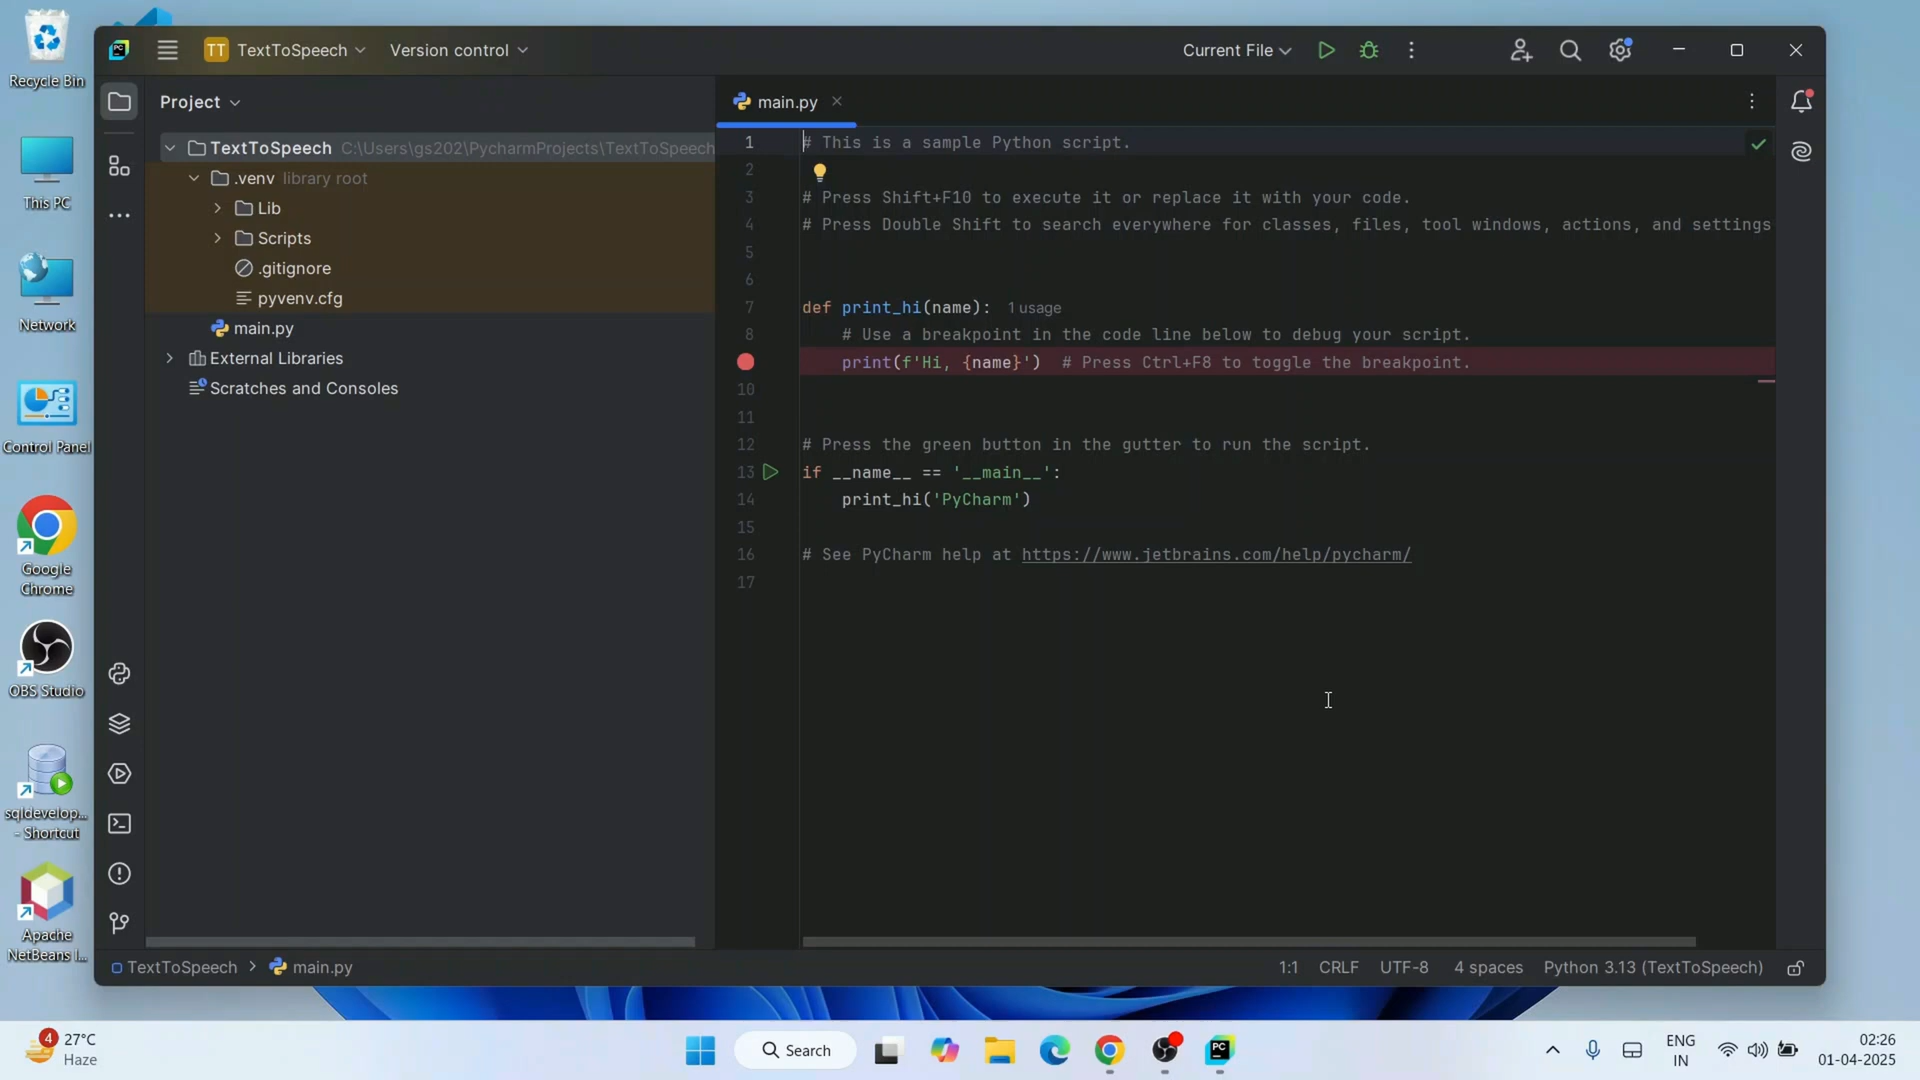 Recycle Bin
This PC
Network
Control Panel
Google
Chrome
OBS Studio
sqldevelop...
- Shortcut
Apache
NetBeans I...
PC
TT TextToSpeech
Version control
Current File
Project
TextToSpeech C:\Users\gs202\PycharmProjects\TextToSpeech
.venv library root
Lib
Scripts
.gitignore
pyvenv.cfg
main.py
External Libraries
Scratches and Consoles
main.py
1 # This is a sample Python script.
2
3 # Press Shift+F10 to execute it or replace it with your code.
4 # Press Double Shift to search everywhere for classes, files, tool windows, actions, and settings
5
6
7 def print_hi(name): 1 usage
8 # Use a breakpoint in the code line below to debug your script.
print(f'Hi, {name}') # Press Ctrl+F8 to toggle the breakpoint.
10
11
12 # Press the green button in the gutter to run the script.
13 if __name__ == '__main__':
14 print_hi('PyCharm')
15
16 # See PyCharm help at https://www.jetbrains.com/help/pycharm/
17
TextToSpeech > main.py
1:1 CRLF UTF-8 4 spaces Python 3.13 (TextToSpeech)
4 27°C
Haze
Search
PC
ENG
IN
02:26
01-04-2025